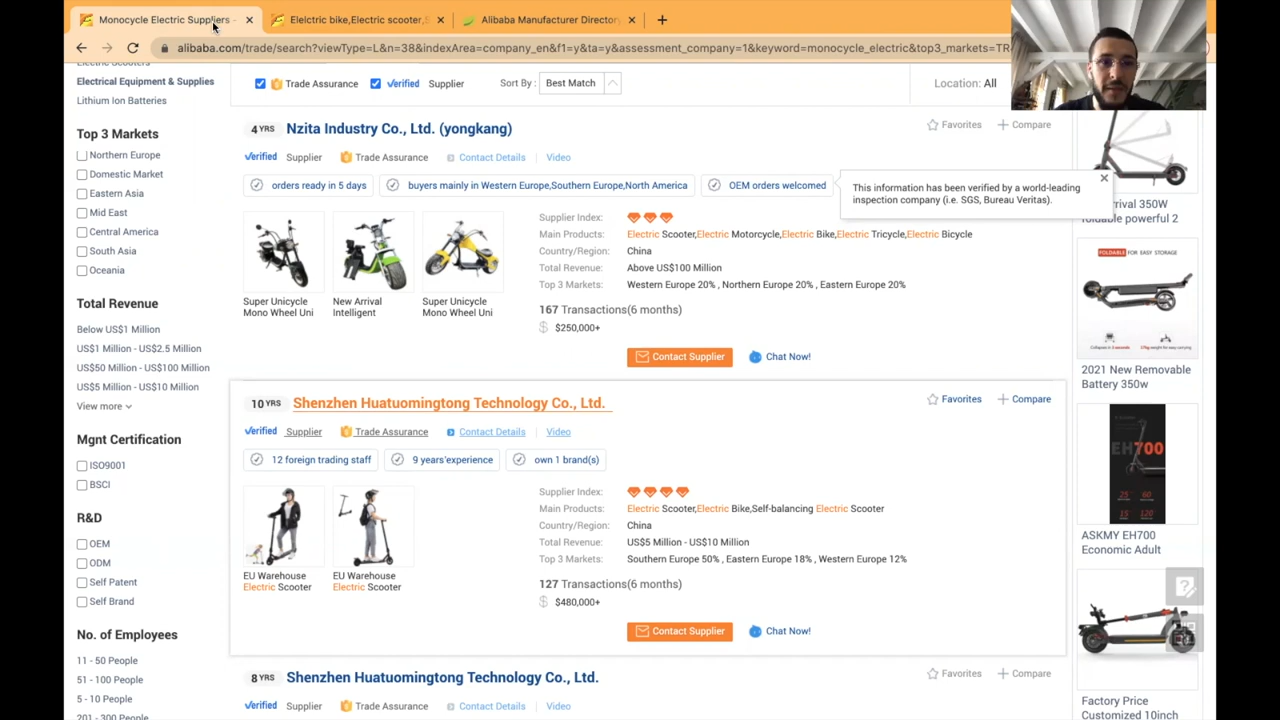 Monocycle Electric Suppliers -
Elelctric bike,Electric scooter,S
Alibaba Manufacturer Directory
alibaba.com/trade/search?viewType=L&n=38&indexArea=company_en&f1=y&ta=y&assessment_company=1&keyword=monocycle_electric&top3_markets=TR
Electric Scooters
Electrical Equipment & Supplies
Lithium Ion Batteries
Top 3 Markets
Northern Europe
Domestic Market
Eastern Asia
Mid East
Central America
South Asia
Oceania
Total Revenue
Below US$1 Million
US$1 Million - US$2.5 Million
US$50 Million - US$100 Million
US$5 Million - US$10 Million
View more
Mgnt Certification
ISO9001
BSCI
R&D
OEM
ODM
Self Patent
Self Brand
No. of Employees
11 - 50 People
51 - 100 People
5 - 10 People
201 - 300 People
Trade Assurance
Verified Supplier
Sort By :
Best Match
Location: All
4 YRS Nzita Industry Co., Ltd. (yongkang)
Favorites
Compare
Verified Supplier
Trade Assurance
Contact Details
Video
orders ready in 5 days
buyers mainly in Western Europe,Southern Europe,North America
OEM orders welcomed
This information has been verified by a world-leading
inspection company (i.e. SGS, Bureau Veritas).
Super Unicycle
Mono Wheel Uni
New Arrival
Intelligent
Super Unicycle
Mono Wheel Uni
Supplier Index:
Main Products: Electric Scooter,Electric Motorcycle,Electric Bike,Electric Tricycle,Electric Bicycle
Country/Region: China
Total Revenue: Above US$100 Million
Top 3 Markets: Western Europe 20% , Northern Europe 20% , Eastern Europe 20%
167 Transactions(6 months)
$ $250,000+
Contact Supplier
Chat Now!
10 YRS Shenzhen Huatuomingtong Technology Co., Ltd.
Favorites
Compare
Verified Supplier
Trade Assurance
Contact Details
Video
12 foreign trading staff
9 years'experience
own 1 brand(s)
EU Warehouse
Electric Scooter
EU Warehouse
Electric Scooter
Supplier Index:
Main Products: Electric Scooter,Electric Bike,Self-balancing Electric Scooter
Country/Region: China
Total Revenue: US$5 Million - US$10 Million
Top 3 Markets: Southern Europe 50% , Eastern Europe 18% , Western Europe 12%
127 Transactions(6 months)
$ $480,000+
Contact Supplier
Chat Now!
8 YRS Shenzhen Huatuomingtong Technology Co., Ltd.
Favorites
Compare
Verified Supplier
Trade Assurance
Contact Details
Video
rrival 350W
foldable powerful 2
FOLDABLE FOR EASY STORAGE
2021 New Removable
Battery 350w
EH700
25
60
15
120
ASKMY EH700
Economic Adult
Factory Price
Customized 10inch